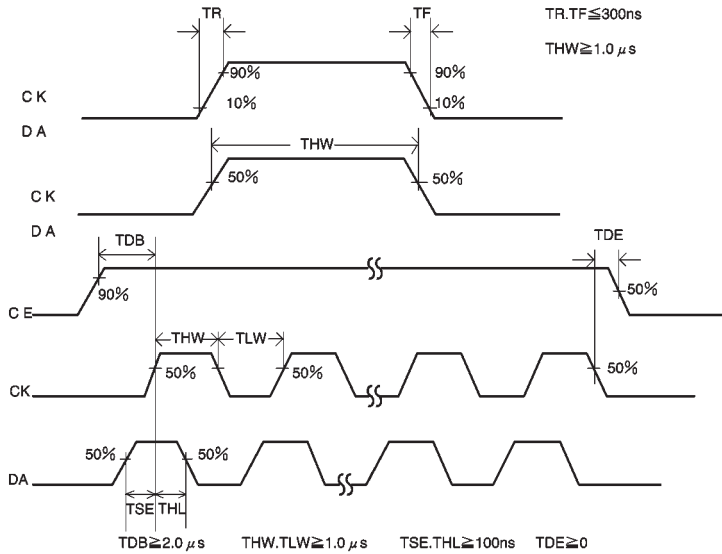 TR TF TR.TF≦300ns
THW≧1.0 μs
90% 90%
CK 10% 10%
DA
THW
50% 50%
CK
DA
TDB TDE
90% 50%
CE
THW TLW
50% 50% 50%
CK
50% 50%
DA
TSE THL
TDB≧2.0 μs THW.TLW≧1.0 μs TSE.THL≧100ns TDE≧0